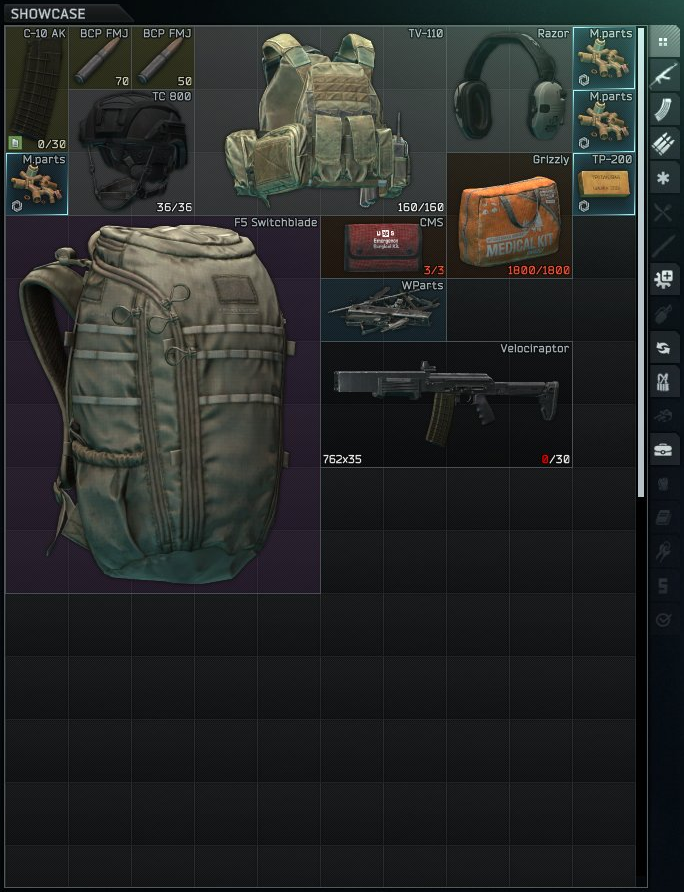 SHOWCASE
C-10 AK
BCP FMJ
BCP FMJ
TV-110
Razor
M.parts
70
50
0/30
TC 800
M.parts
36/36
160/160
M.parts
Grizzly
TP-200
F5 Switchblade
CMS
Emergence
MEDICAL KIT
3/3
1800/1800
WParts
Velociraptor
762x35
0/30